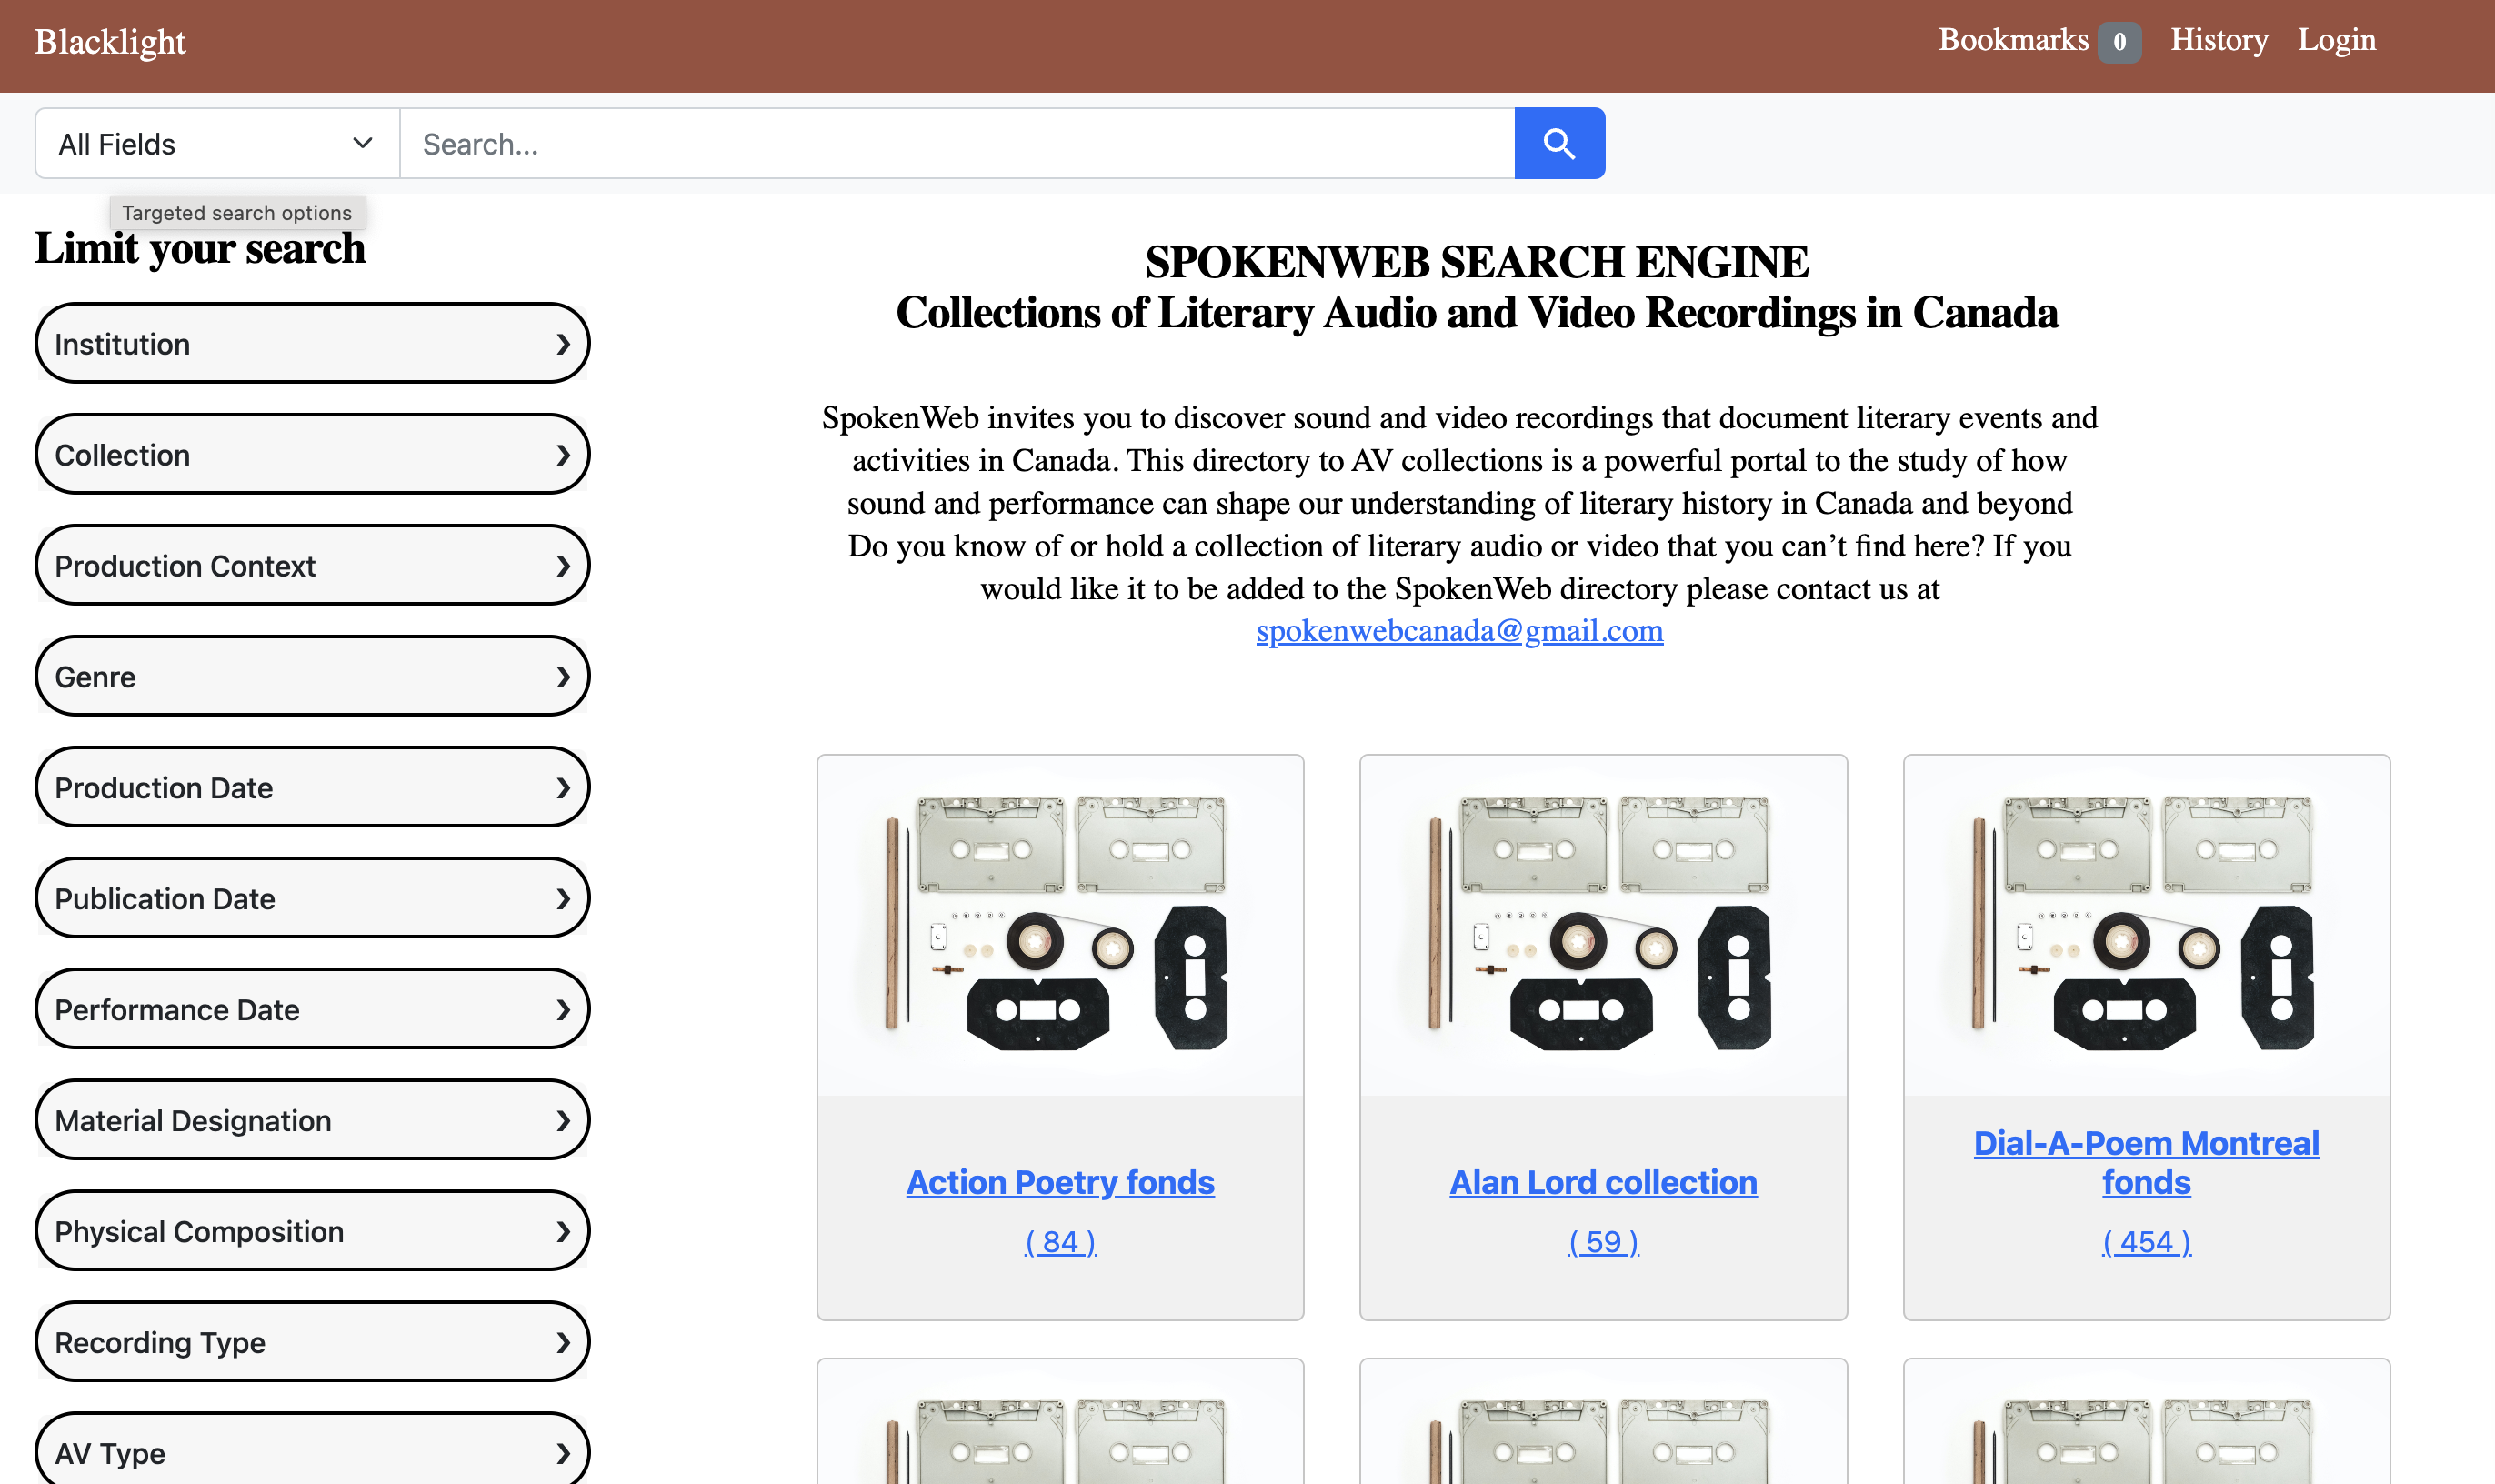 Blacklight
Bookmarks 0 History Login
All Fields
Search...
Targeted search options
Limit your search
Institution
Collection
Production Context
Genre
Production Date
Publication Date
Performance Date
Material Designation
Physical Composition
Recording Type
AV Type
SPOKENWEB SEARCH ENGINE
Collections of Literary Audio and Video Recordings in Canada
SpokenWeb invites you to discover sound and video recordings that document literary events and
activities in Canada. This directory to AV collections is a powerful portal to the study of how
sound and performance can shape our understanding of literary history in Canada and beyond
Do you know of or hold a collection of literary audio or video that you can’t find here? If you
would like it to be added to the SpokenWeb directory please contact us at
spokenwebcanada@gmail.com
Action Poetry fonds
( 84 )
Alan Lord collection
( 59 )
Dial-A-Poem Montreal
fonds
( 454 )